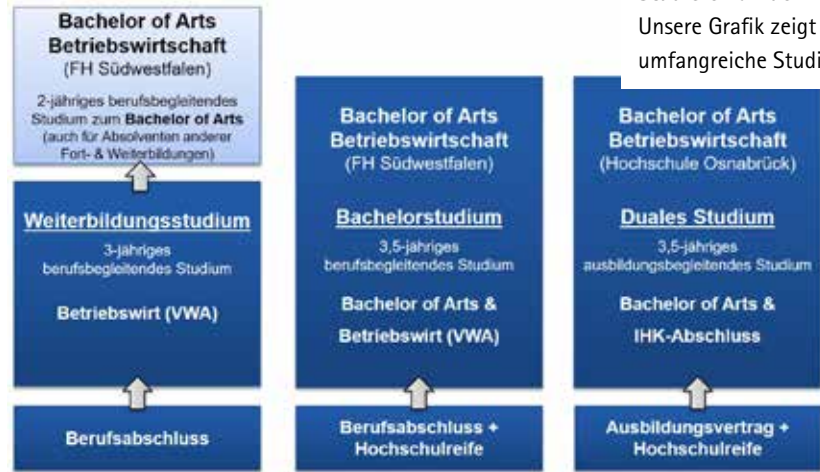 Unsere Grafik zeigt
umfangreiche Studi
Bachelor of Arts
Betriebswirtschaft
(FH Südwestfalen)
2-jähriges berufsbegleitendes
Studium zum Bachelor of Arts
(auch für Absolventen anderer
Fort- & Weiterbildungen)
Weiterbildungsstudium
3-jähriges
berufsbegleitendes Studium
Betriebswirt (VWA)
Berufsabschluss
Bachelor of Arts
Betriebswirtschaft
(FH Südwestfalen)
Bachelorstudium
3,5-jähriges
berufsbegleitendes Studium
Bachelor of Arts &
Betriebswirt (VWA)
Berufsabschluss +
Hochschulreife
Bachelor of Arts
Betriebswirtschaft
(Hochschule Osnabrück)
Duales Studium
3,5-jähriges
ausbildungsbegleitendes Studium
Bachelor of Arts &
IHK-Abschluss
Ausbildungsvertrag +
Hochschulreife